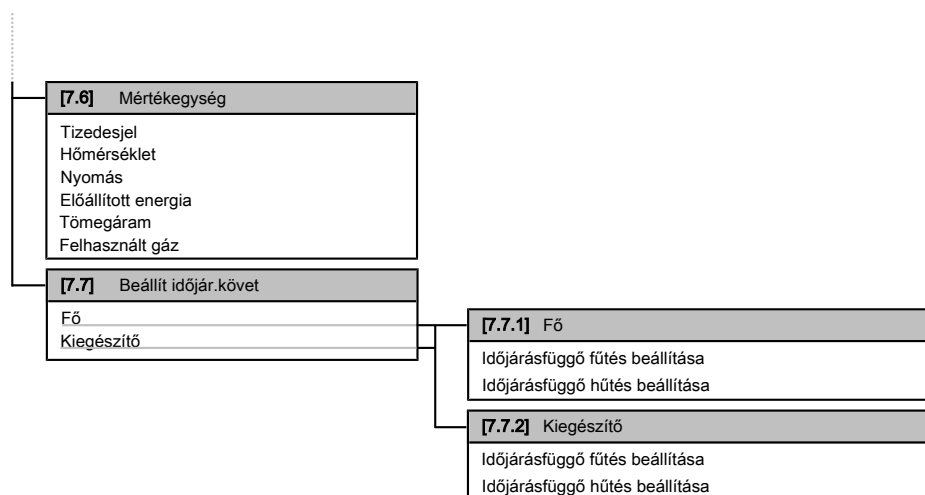 [7.6] Mértékegység
Tizedesjel
Hőmérséklet
Nyomás
Előállított energia
Tömegáram
Felhasznált gáz
[7.7] Beállít időjár.követ
Fő
Kiegészítő
[7.7.1] Fő
Időjárásfüggő fűtés beállítása
Időjárásfüggő hűtés beállítása
[7.7.2] Kiegészítő
Időjárásfüggő fűtés beállítása
Időjárásfüggő hűtés beállítása